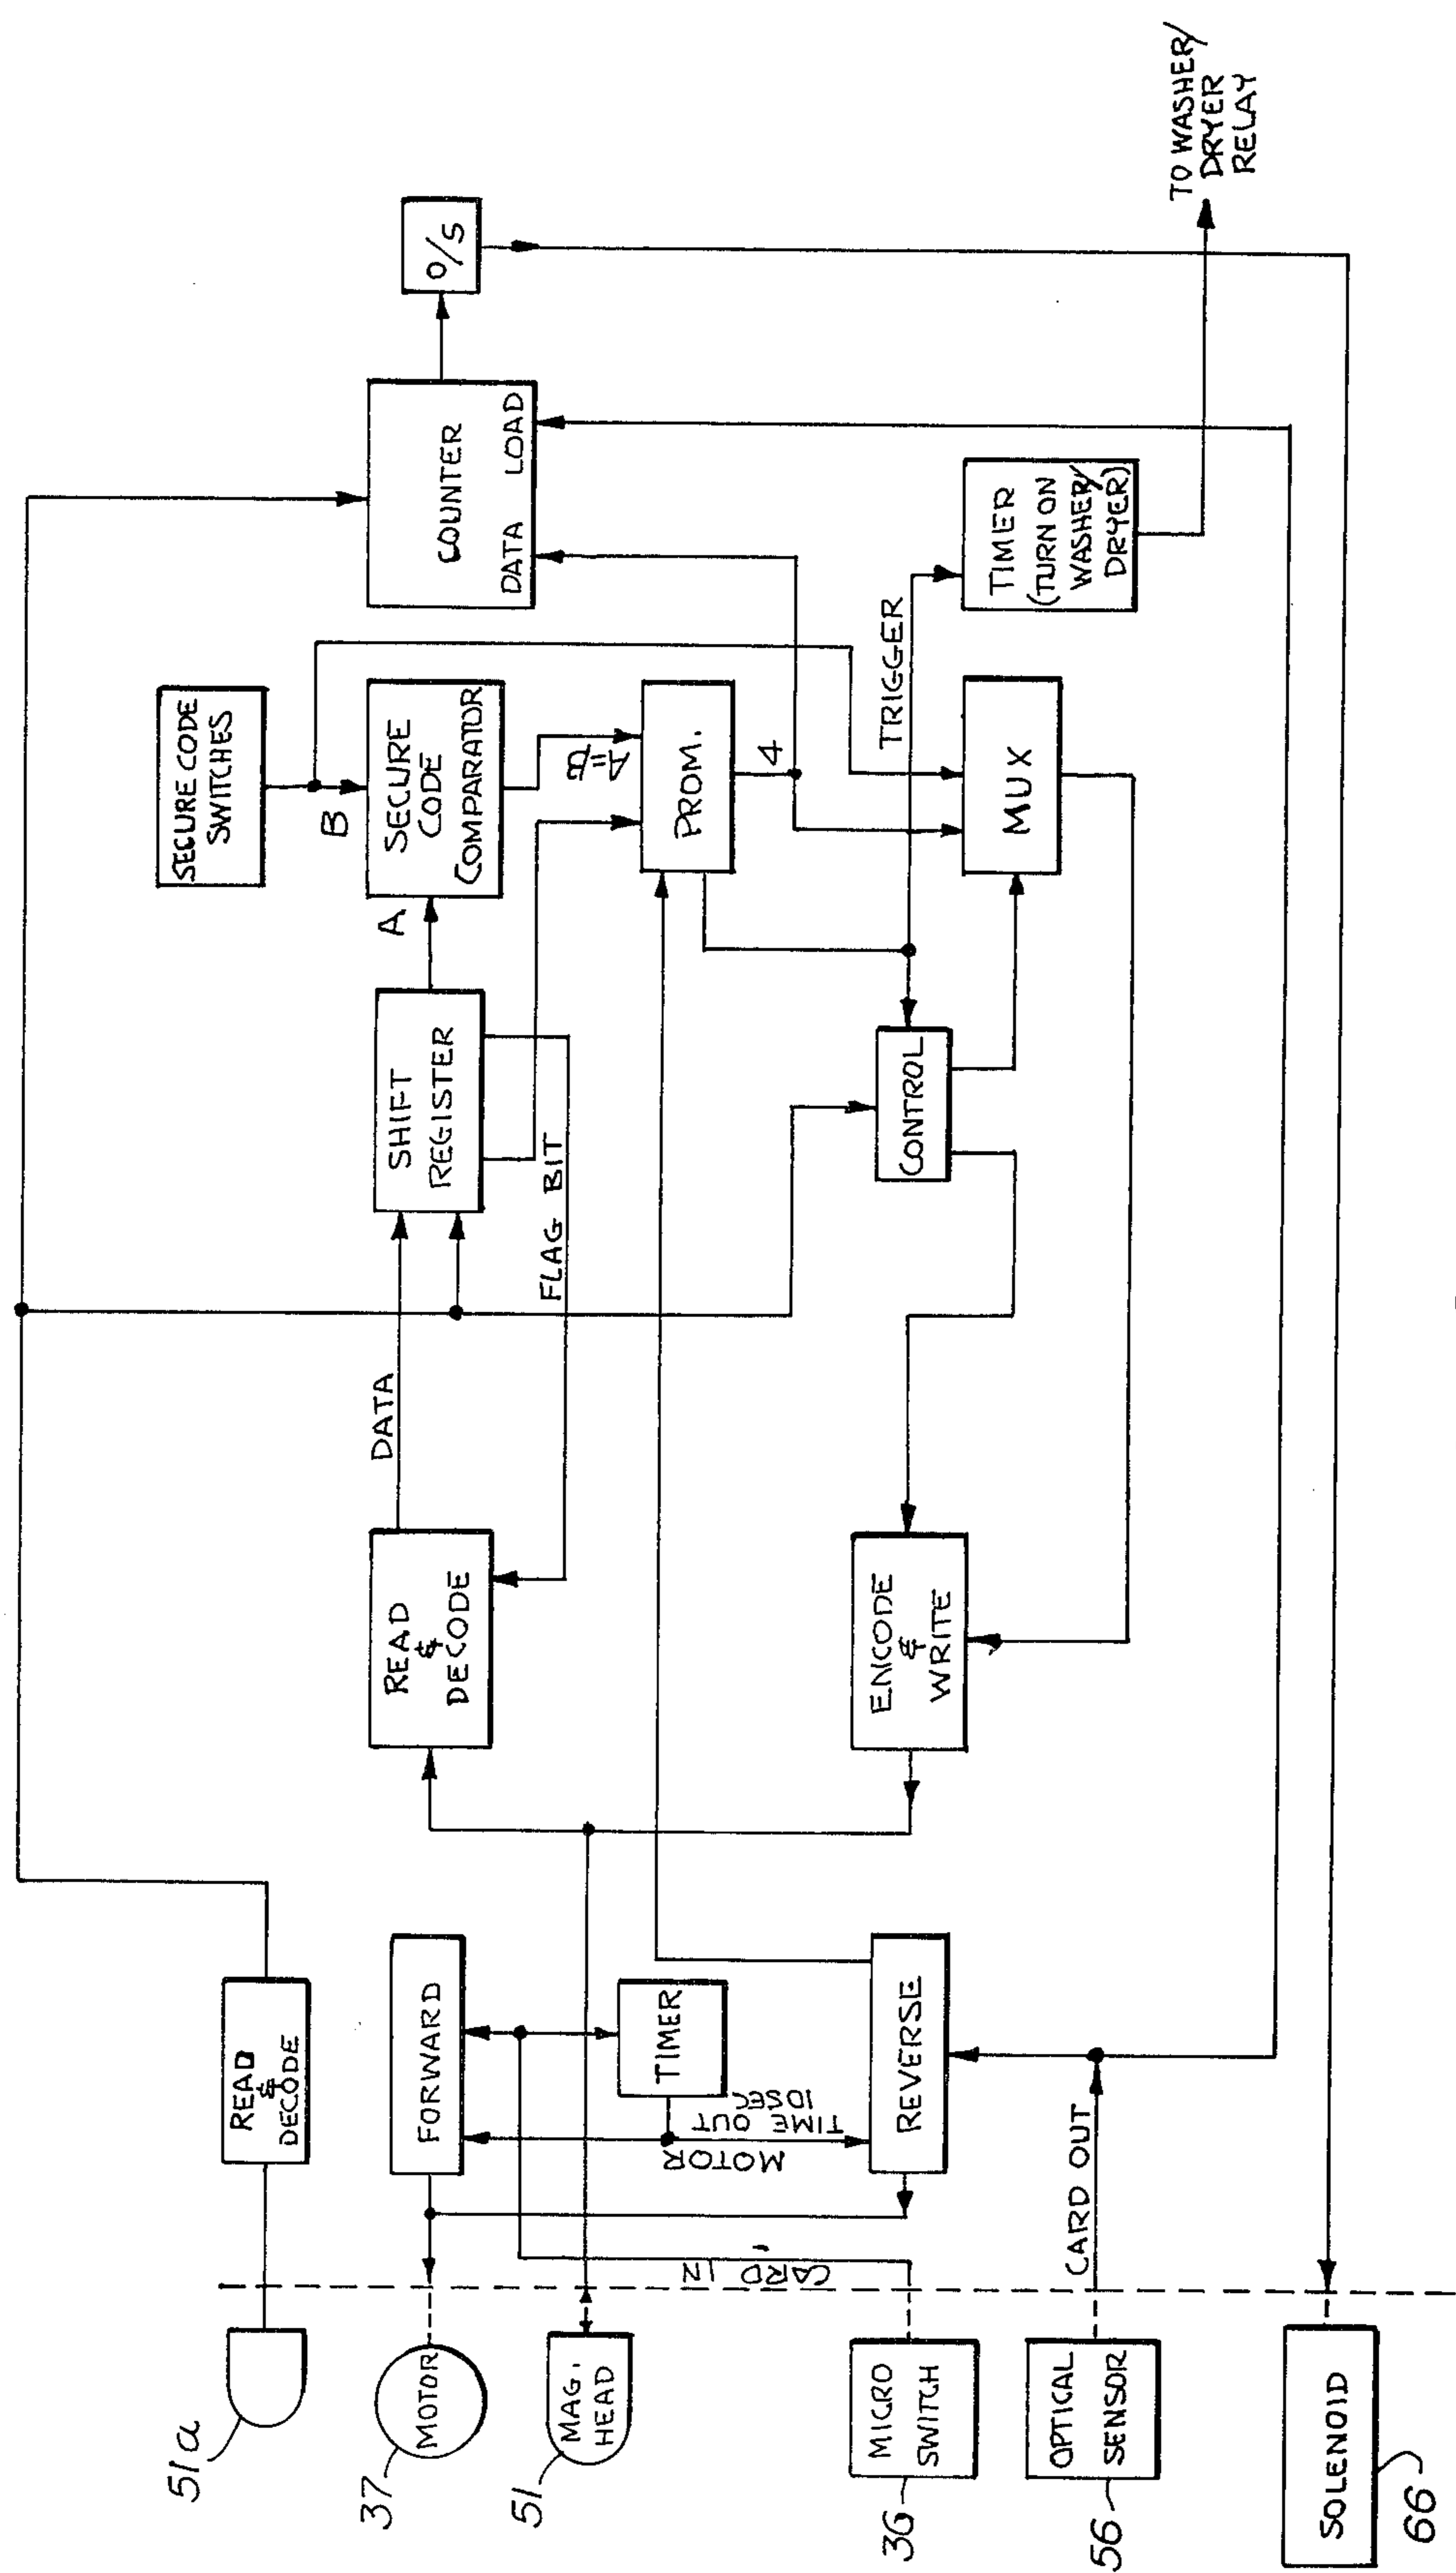 51a
READ
&
DECODE
SECURE CODE
SWITCHES
B
O/S
37
MOTOR
FORWARD
READ
&
DECODE
DATA
SHIFT
REGISTER
A
SECURE
CODE
COMPARATOR
COUNTER
DATA LOAD
FLAG BIT
A=B
51
MAG.
HEAD
CARD IN
MOTOR
TIME OUT
10SEC
TIMER
PROM.
4
36
MICRO
SWITCH
REVERSE
ENCODE
&
WRITE
CONTROL
TRIGGER
MUX
TIMER
(TURN ON
WASHER/
DRYER)
56
OPTICAL
SENSOR
CARD OUT
TO WASHER/
DRYER
RELAY
SOLENOID
66